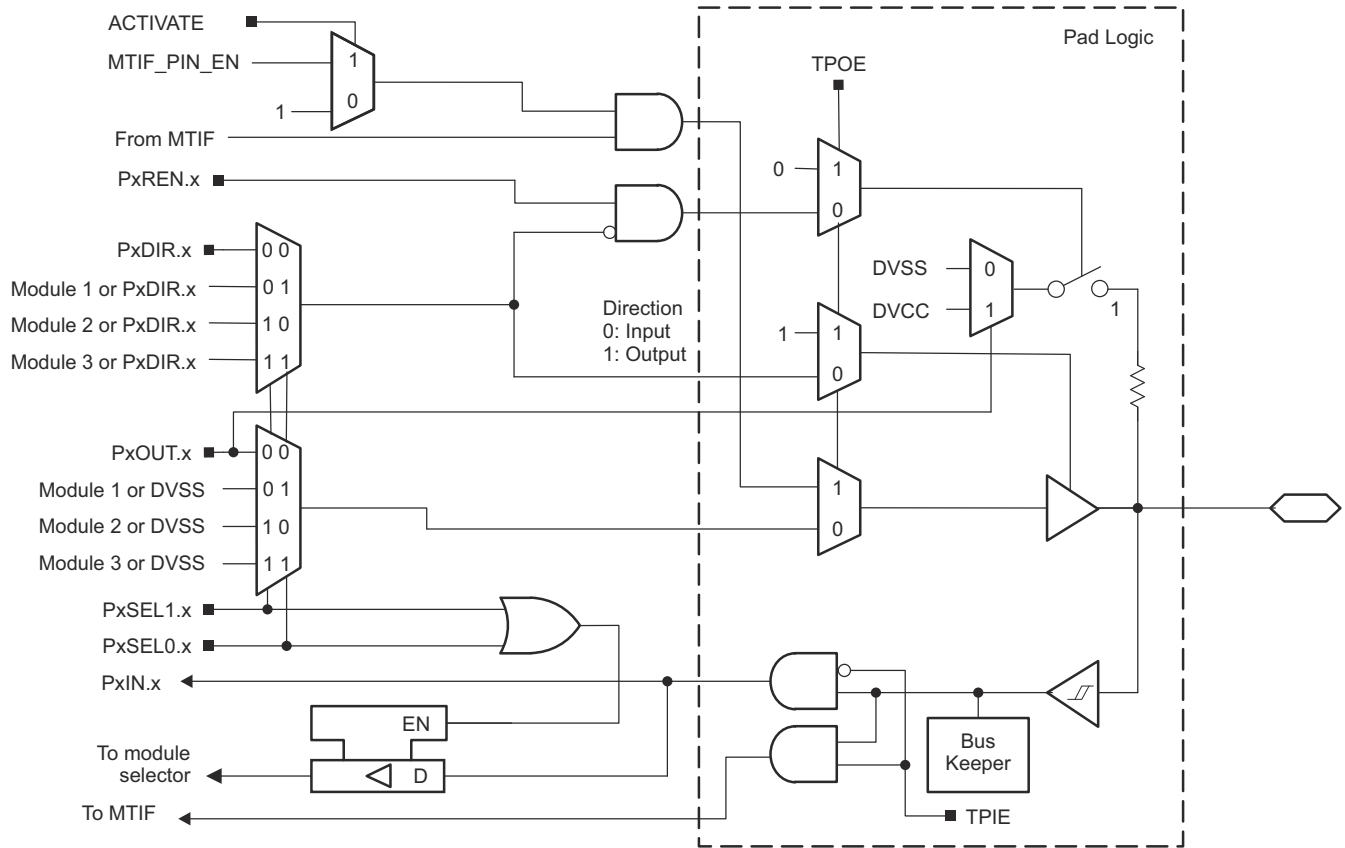 ACTIVATE
MTIF_PIN_EN
1
0
1
From MTIF
PxREN.x
Pad Logic
TPOE
0
1
0
PxDIR.x
0 0
Module 1 or PxDIR.x
0 1
Module 2 or PxDIR.x
1 0
Module 3 or PxDIR.x
1 1
Direction
0: Input
1: Output
1
1
0
DVSS
0
DVCC
1
1
PxOUT.x
0 0
Module 1 or DVSS
0 1
Module 2 or DVSS
1 0
Module 3 or DVSS
1 1
1
0
PxSEL1.x
PxSEL0.x
PxIN.x
EN
D
To module
selector
To MTIF
Bus
Keeper
TPIE